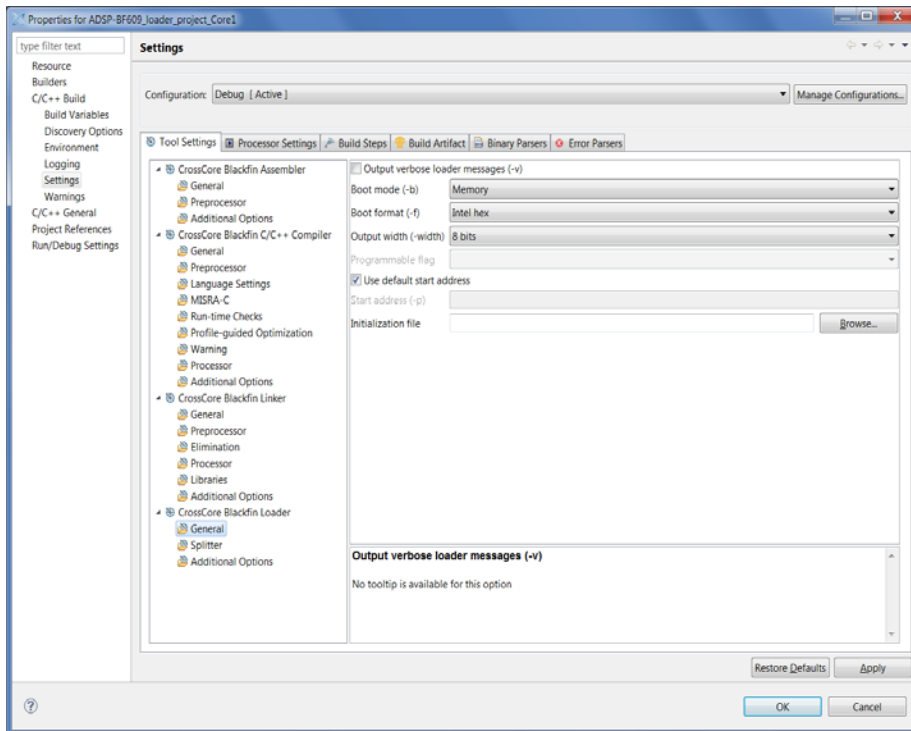 Properties for ADSP-BF609_loader_project_Core1
type filter text
Resource
Builders
C/C++ Build
Build Variables
Discovery Options
Environment
Logging
Settings
Warnings
C/C++ General
Project References
Run/Debug Settings
Settings
Configuration: Debug [ Active ]
Manage Configurations...
Tool Settings
Processor Settings
Build Steps
Build Artifact
Binary Parsers
Error Parsers
CrossCore Blackfin Assembler
General
Preprocessor
Additional Options
CrossCore Blackfin C/C++ Compiler
General
Preprocessor
Language Settings
MISRA-C
Run-time Checks
Profile-guided Optimization
Warning
Processor
Additional Options
CrossCore Blackfin Linker
General
Preprocessor
Elimination
Processor
Libraries
Additional Options
CrossCore Blackfin Loader
General
Splitter
Additional Options
Output verbose loader messages (-v)
Boot mode (-b) Memory
Boot format (-f) Intel hex
Output width (-width) 8 bits
Programmable flag
Use default start address
Start address (-p)
Initialization file
Browse...
Output verbose loader messages (-v)
No tooltip is available for this option
Restore Defaults
Apply
OK
Cancel